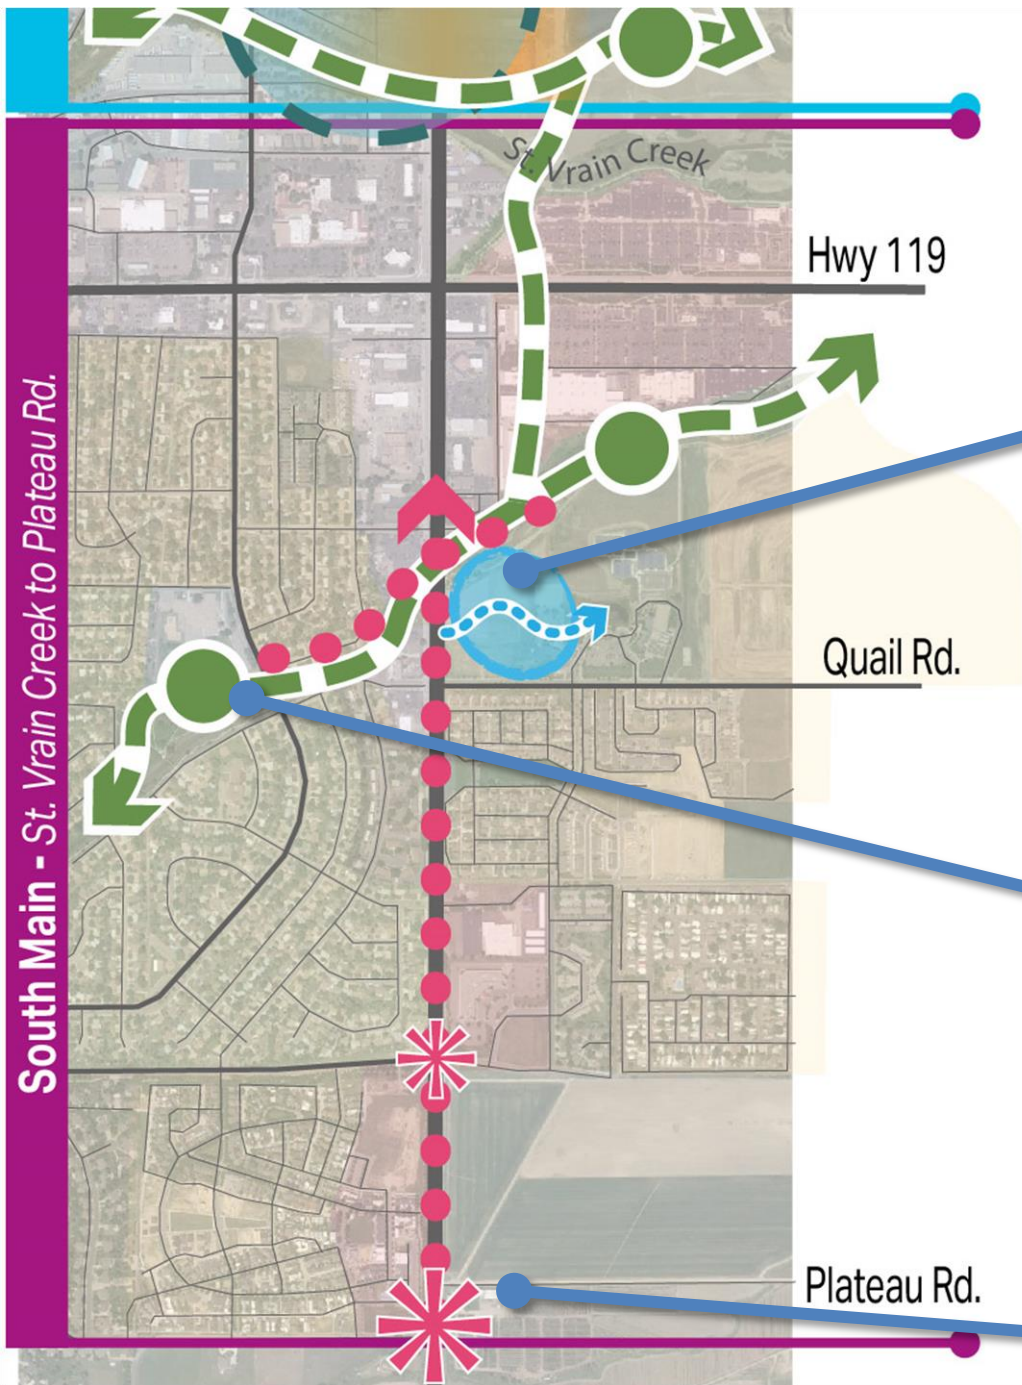 St. Vrain Creek
Hwy 119
South Main - St. Vrain Creek to Plateau Rd.
Quail Rd.
Plateau Rd.